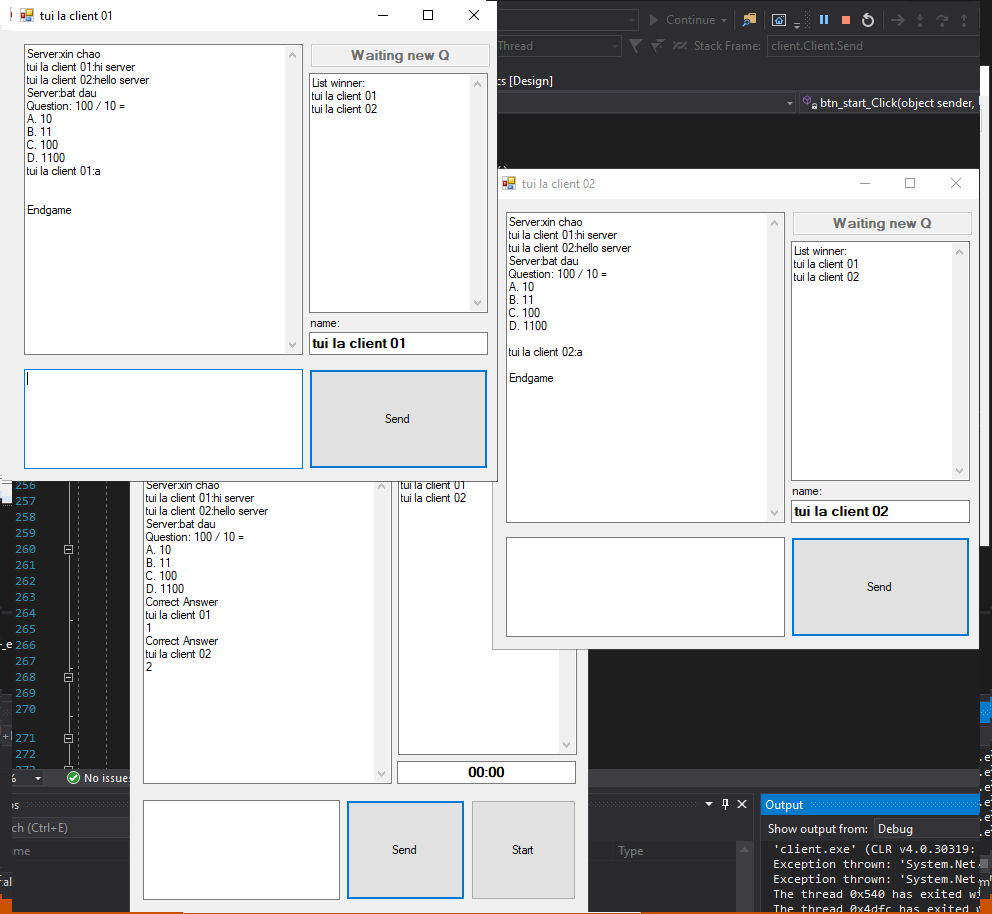 tui la client 01
Server:xin chao
tui la client 01:hi server
tui la client 02:hello server
Server:bat dau
Question: 100 / 10 =
A. 10
B. 11
C. 100
D. 1100
tui la client 01:a
Endgame
Waiting new Q
List winner:
tui la client 01
tui la client 02
name:
tui la client 01
Send
Continue
Thread
Stack Frame:
client.Client.Send
[Design]
btn_start_Click(object sender,
tui la client 02
Server:xin chao
tui la client 01:hi server
tui la client 02:hello server
Server:bat dau
Question: 100 / 10 =
A. 10
B. 11
C. 100
D. 1100
tui la client 02:a
Endgame
Waiting new Q
List winner:
tui la client 01
tui la client 02
name:
tui la client 02
Send
256
257
258
259
260
261
262
263
264
265
266
267
268
269
270
271
272
Server:xin chao
tui la client 01:hi server
tui la client 02:hello server
Server:bat dau
Question: 100 / 10 =
A. 10
B. 11
C. 100
D. 1100
Correct Answer
tui la client 01
1
Correct Answer
tui la client 02
2
tui la client 01
tui la client 02
00:00
Send
Start
No issues
(Ctrl+E)
Type
Output
Show output from: Debug
'client.exe' (CLR v4.0.30319:
Exception thrown: 'System.Net
Exception thrown: 'System.Net
The thread 0x540 has exited
The thread 0x4dfc has exited